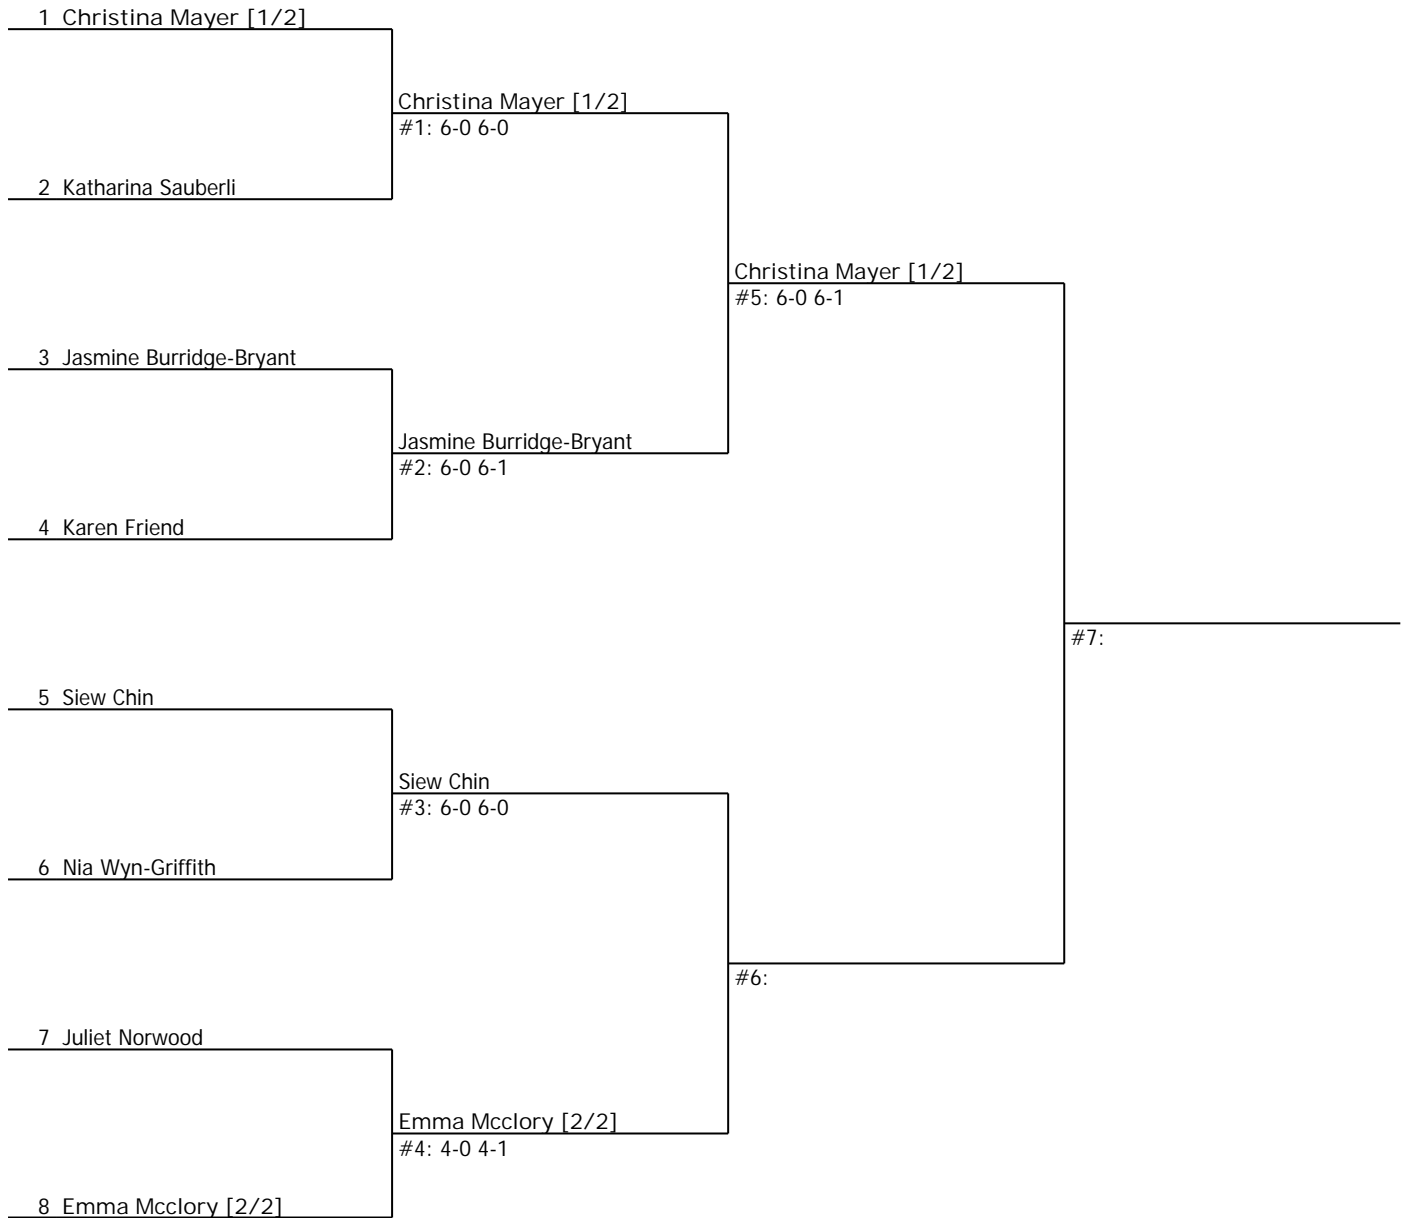 1 Christina Mayer [1/2]
Christina Mayer [1/2]
#1: 6-0 6-0
2 Katharina Sauberli
Christina Mayer [1/2]
#5: 6-0 6-1
3 Jasmine Burridge-Bryant
Jasmine Burridge-Bryant
#2: 6-0 6-1
4 Karen Friend
#7:
5 Siew Chin
Siew Chin
#3: 6-0 6-0
6 Nia Wyn-Griffith
#6:
7 Juliet Norwood
Emma Mcclory [2/2]
#4: 4-0 4-1
8 Emma Mcclory [2/2]